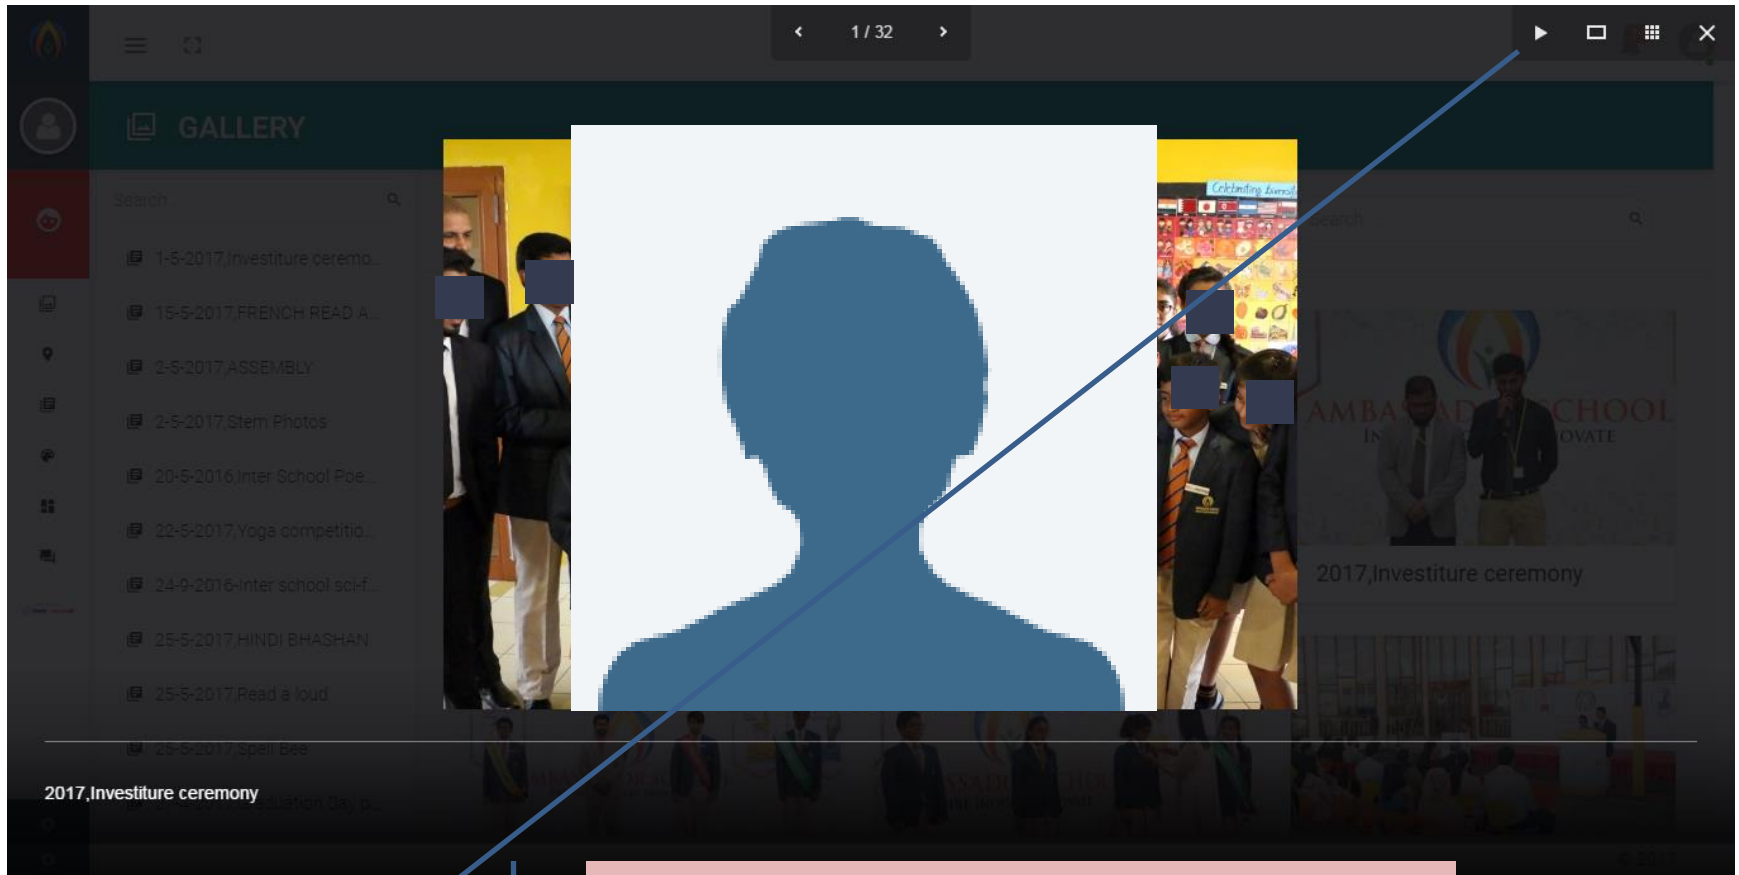 1 / 32
GALLERY
Search
1-5-2017,Investiture ceremo...
15-5-2017,FRENCH READ A...
2-5-2017,ASSEMBLY
2-5-2017,Stem Photos
20-5-2016,Inter School Poe...
22-5-2017,Yoga competitio...
24-9-2016-Inter school sci-f...
25-5-2017,HINDI BHASHAN
25-5-2017,Read a loud
25-5-2017,Spell Bee
Celebrating
Search
AMBASSADOR SCHOOL
2017,Investiture ceremony
2017,Investiture ceremony